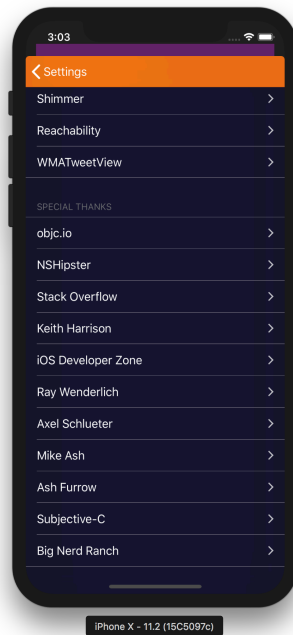 3:03
Settings
Shimmer
Reachability
WMATweetView
SPECIAL THANKS
objc.io
NSHipster
Stack Overflow
Keith Harrison
iOS Developer Zone
Ray Wenderlich
Axel Schlueter
Mike Ash
Ash Furrow
Subjective-C
Big Nerd Ranch
iPhone X - 11.2 (15C5097c)